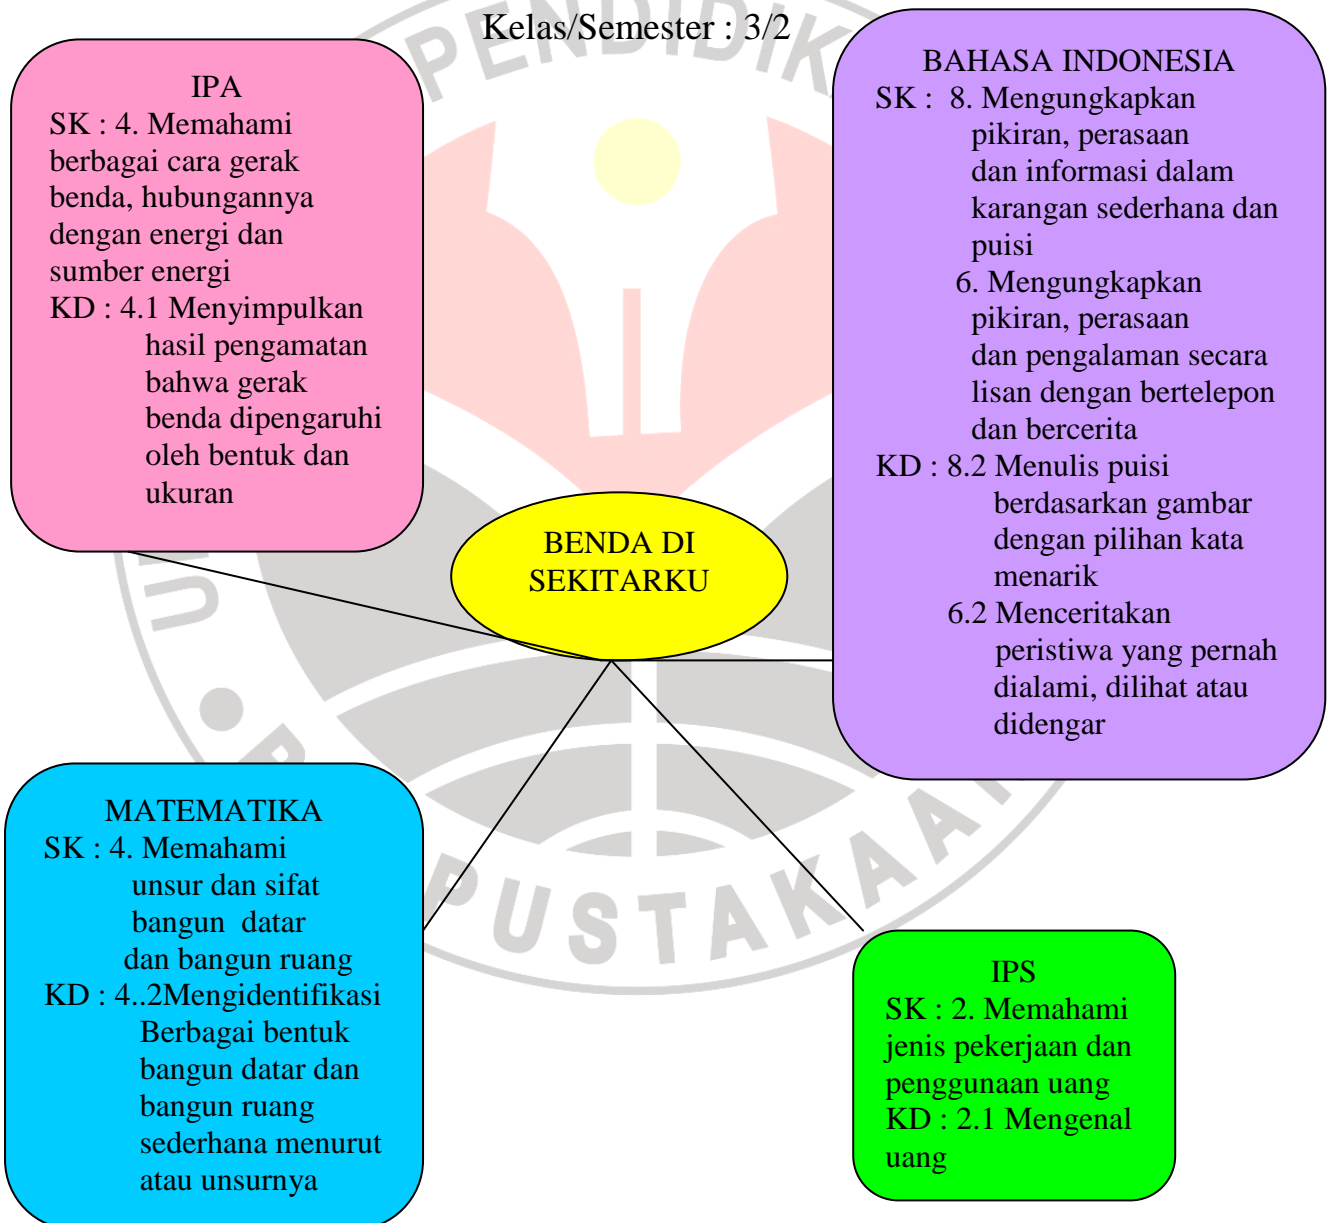 Kelas/Semester : 3/2
IPA
SK : 4. Memahami
berbagai cara gerak
benda, hubungannya
dengan energi dan
sumber energi
KD : 4.1 Menyimpulkan
hasil pengamatan
bahwa gerak
benda dipengaruhi
oleh bentuk dan
ukuran
BAHASA INDONESIA
SK : 8. Mengungkapkan
pikiran, perasaan
dan informasi dalam
karangan sederhana dan
puisi
6. Mengungkapkan
pikiran, perasaan
dan pengalaman secara
lisan dengan bertelepon
dan bercerita
KD : 8.2 Menulis puisi
berdasarkan gambar
dengan pilihan kata
menarik
6.2 Menceritakan
peristiwa yang pernah
dialami, dilihat atau
didengar
BENDA DI
SEKITARKU
MATEMATIKA
SK : 4. Memahami
unsur dan sifat
bangun datar
dan bangun ruang
KD : 4..2Mengidentifikasi
Berbagai bentuk
bangun datar dan
bangun ruang
sederhana menurut
atau unsurnya
IPS
SK : 2. Memahami
jenis pekerjaan dan
penggunaan uang
KD : 2.1 Mengenal
uang
PUSTAKAA